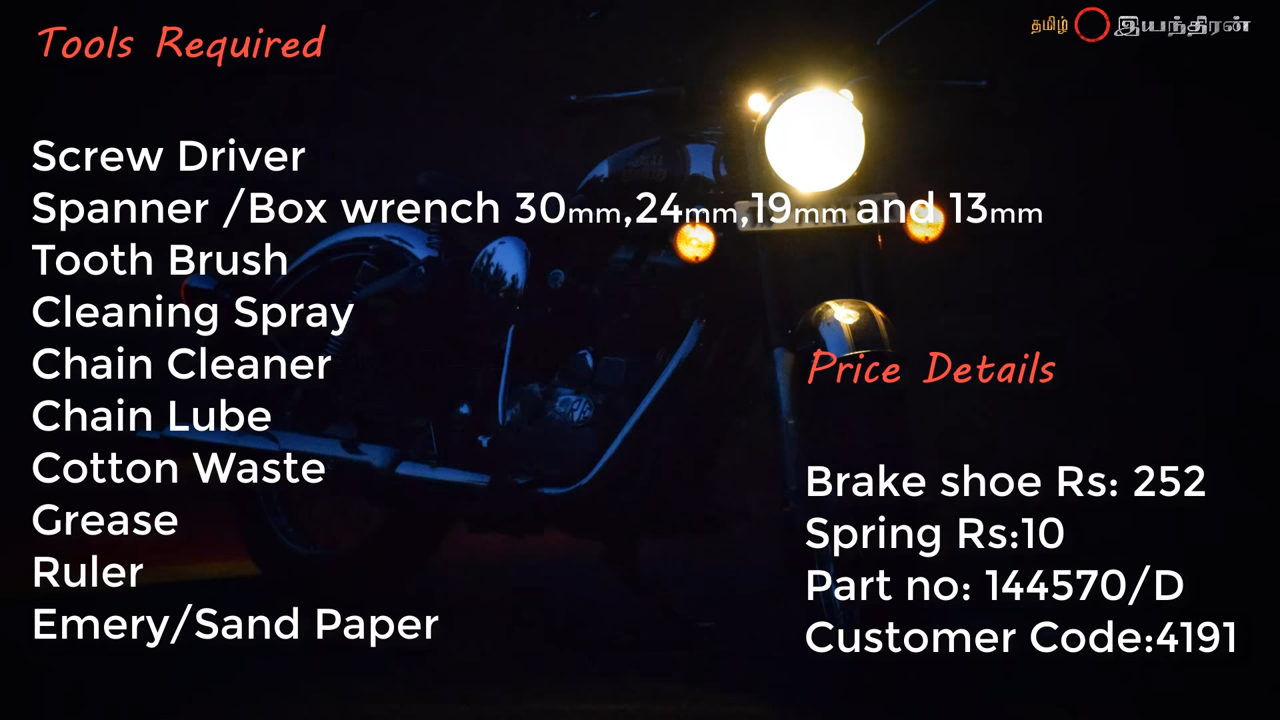 Tools Required
தமிழ் இயந்திரன்
Screw Driver
Spanner /Box wrench 30mm,24mm,19mm and 13mm
Tooth Brush
Cleaning Spray
Chain Cleaner
Chain Lube
Cotton Waste
Grease
Ruler
Emery/Sand Paper
Price Details
Brake shoe Rs: 252
Spring Rs:10
Part no: 144570/D
Customer Code:4191